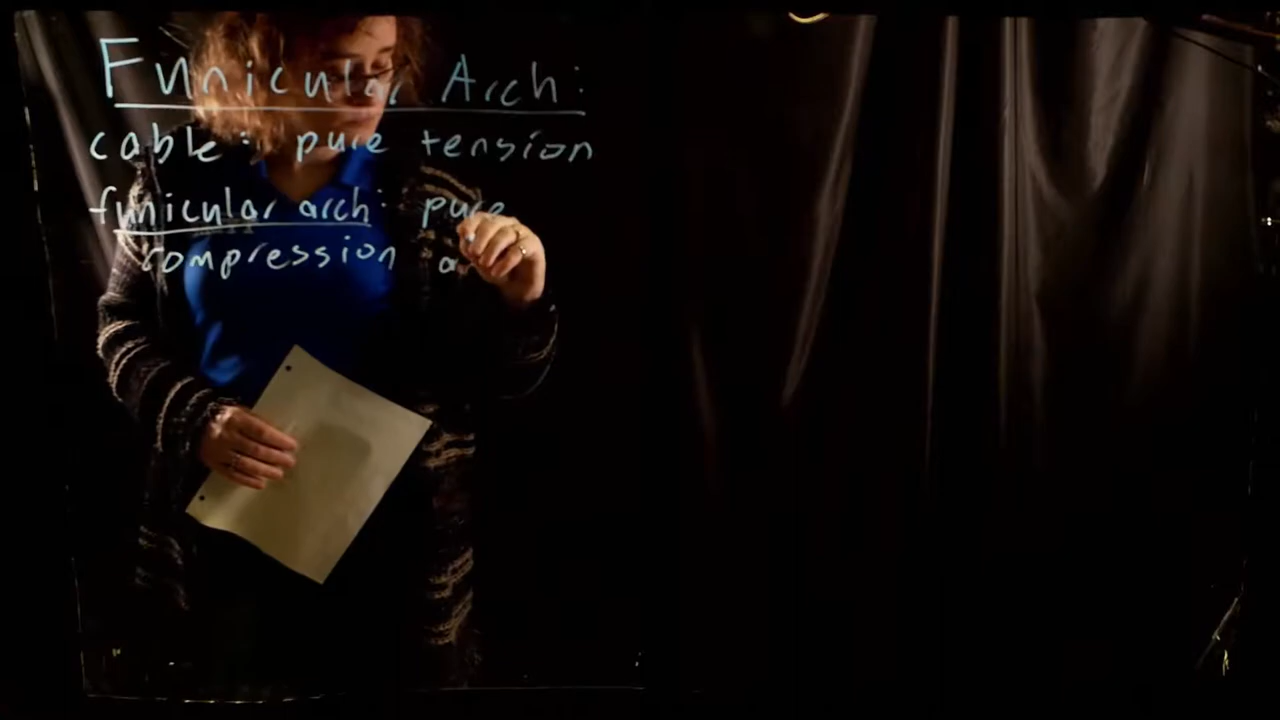 Funicular Arch:
cable: pure tension
funicular arch: pure
compression a